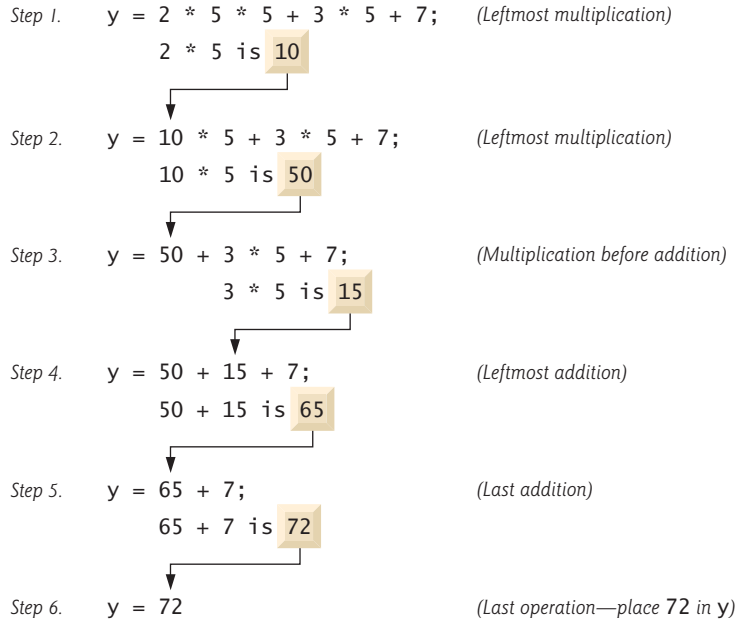 Step 1. y = 2 * 5 * 5 + 3 * 5 + 7; (Leftmost multiplication)
2 * 5 is 10
Step 2. y = 10 * 5 + 3 * 5 + 7; (Leftmost multiplication)
10 * 5 is 50
Step 3. y = 50 + 3 * 5 + 7; (Multiplication before addition)
3 * 5 is 15
Step 4. y = 50 + 15 + 7; (Leftmost addition)
50 + 15 is 65
Step 5. y = 65 + 7; (Last addition)
65 + 7 is 72
Step 6. y = 72 (Last operation—place 72 in y)